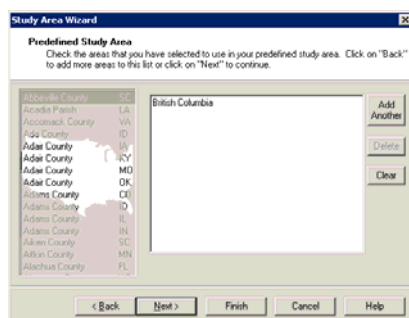 Study Area Wizard
Predefined Study Area
Check the areas that you have selected to use in your predefined study area. Click on "Back"
to add more areas to this list or click on "Next" to continue.
Abbeville County SC
Acadia Parish LA
Accomack County VA
Ada County ID
Adair County IA
Adair County KY
Adair County MO
Adair County OK
Adams County CO
Adams County ID
Adams County IL
Adams County IN
Aiken County SC
Aitkin County MN
Alachua County FL
British Columbia
Add
Another
Delete
Clear
< Back
Next >
Finish
Cancel
Help